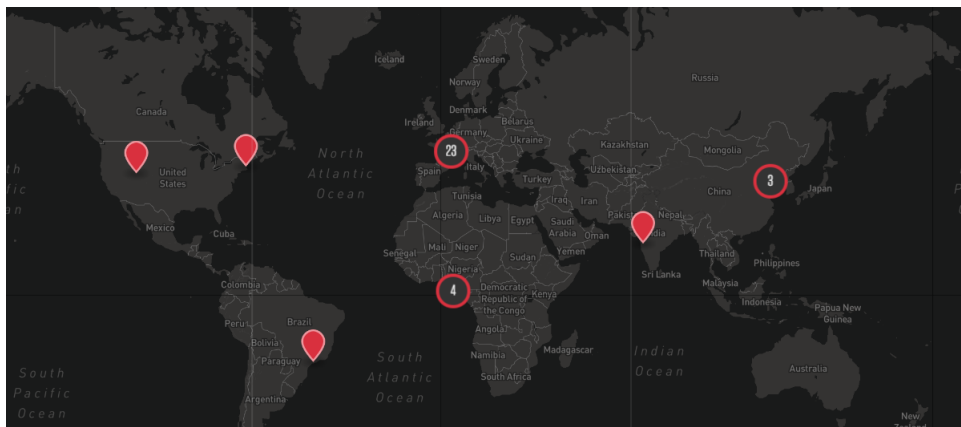 Iceland
Sweden
Russia
Norway
Canada
Denmark
Ireland
Belarus
Germany
Ukraine
Kazakhstan
North
Atlantic
Ocean
23
Mongolia
United
States
Spain
Italy
Uzbekistan
Turkey
3
China
Japan
Tunisia
Iraq
Iran
Mexico
Cuba
Algeria
Libya
Egypt
Saudi
Arabia
Pakist
Nepal
dia
Oman
Senegal
Mali
Niger
Sudan
Yemen
Thailand
Philippines
Nigeria
Sri Lanka
Malaysia
Colombia
4
Democratic
Republic of
the Congo
Kenya
Indonesia
Papua New
Guinea
Peru
Brazil
Angola
Bolivia
Paraguay
South
Atlantic
Ocean
Namibia
Madagascar
Indian
Ocean
Australia
South
Pacific
Ocean
South Africa
Argentina
New